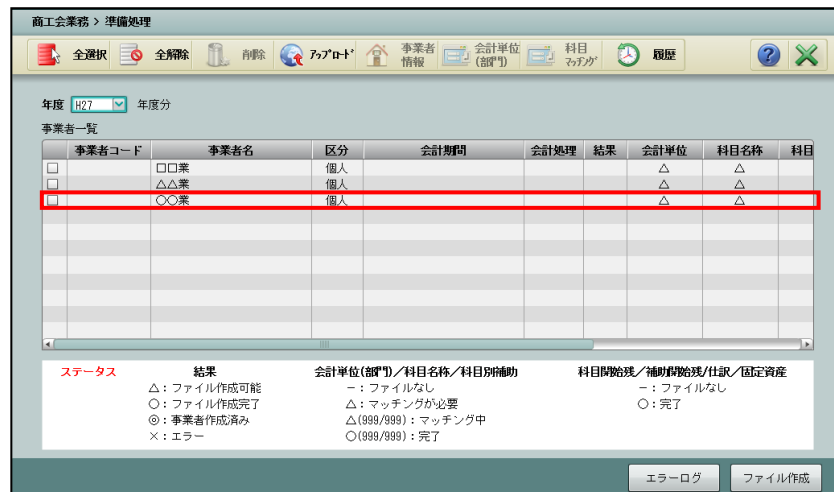 商工会業務 > 準備処理
全選択 全解除 削除 ｱｯﾌﾟﾛｰﾄﾞ 事業者情報 会計単位(部門) 科目ﾏｯﾁﾝｸﾞ 履歴
年度 H27 年度分
事業者一覧
事業者コード 事業者名 区分 会計期間 会計処理 結果 会計単位 科目名称 科目
□□業 個人 △ △
△△業 個人 △ △
○○業 個人 △ △
ステータス 結果 会計単位(部門)／科目名称／科目別補助 科目開始残／補助開始残/仕訳／固定資産
△：ファイル作成可能 －：ファイルなし －：ファイルなし
○：ファイル作成完了 △：マッチングが必要 ○：完了
◎：事業者作成済み △(999/999)：マッチング中
×：エラー ○(999/999)：完了
エラーログ ファイル作成